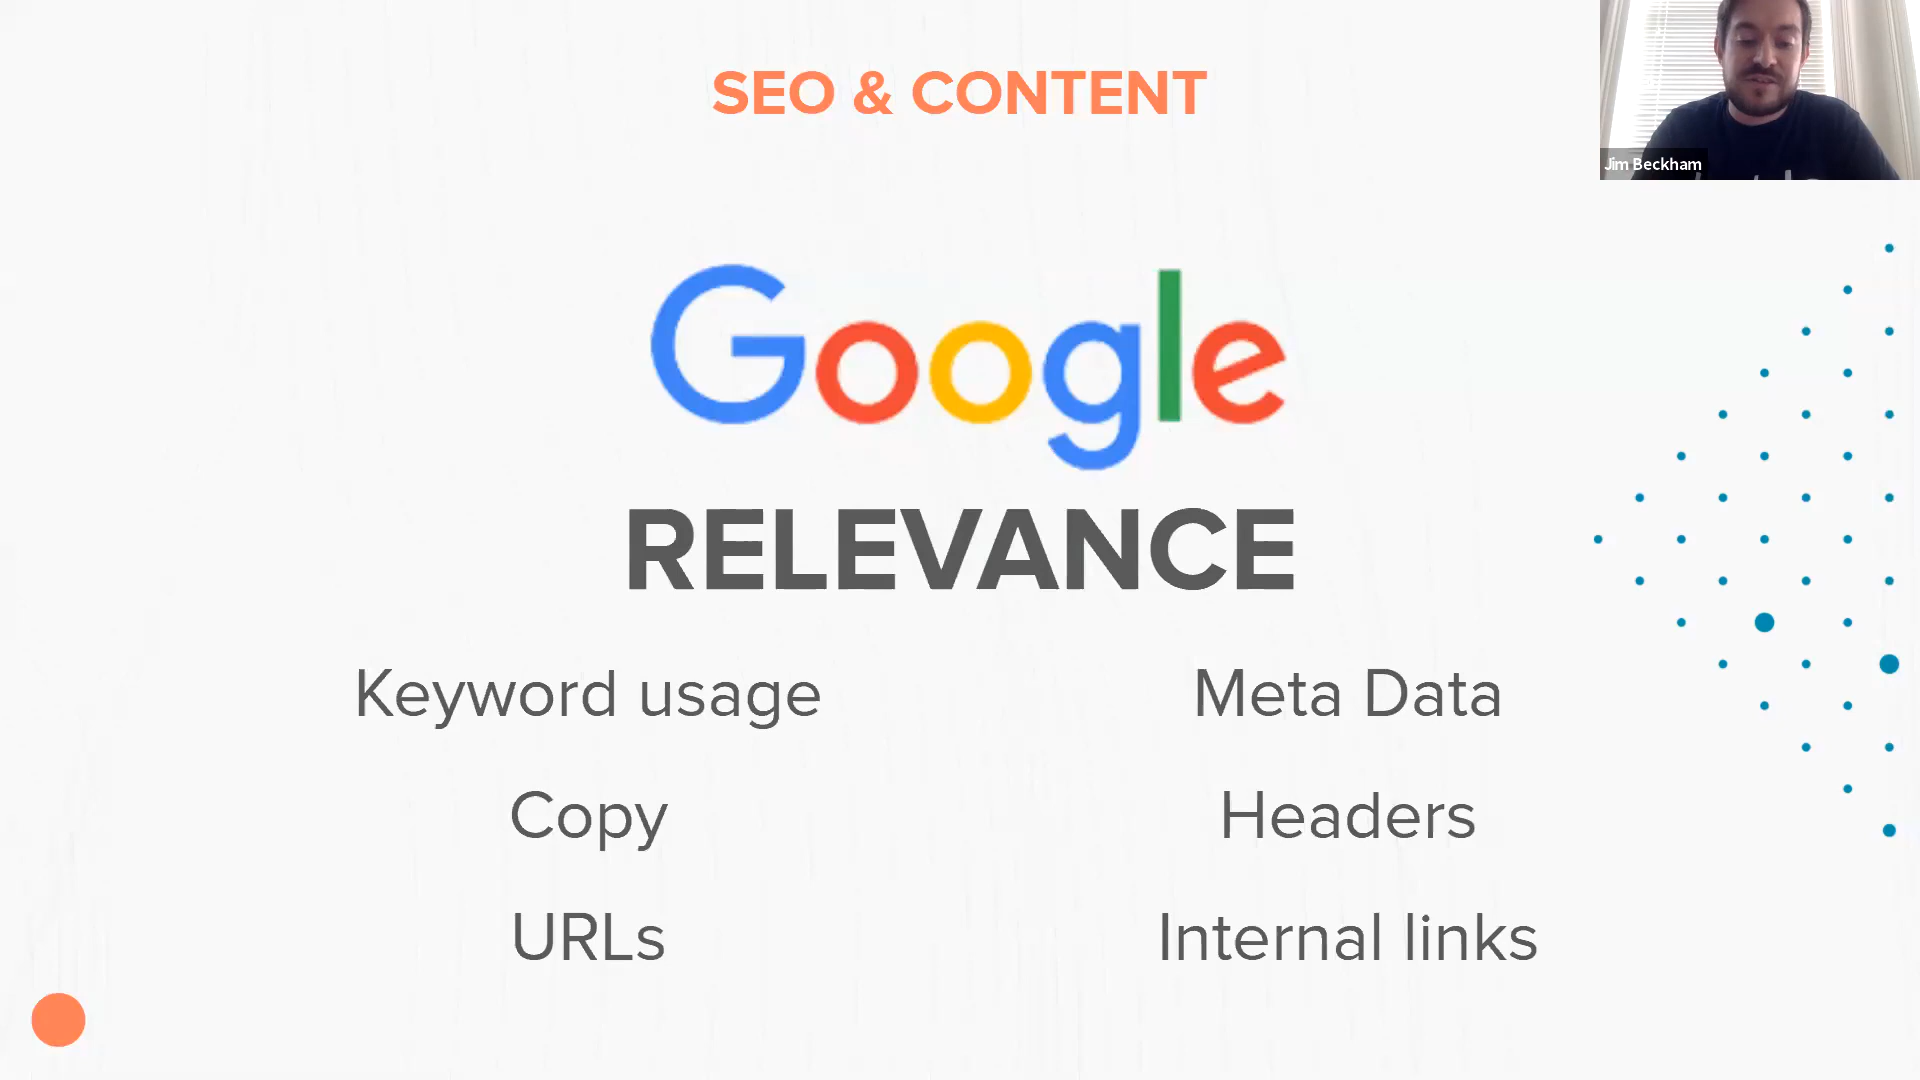 SEO & CONTENT
Jim Beckham
Google
RELEVANCE
Keyword usage
Meta Data
Copy
Headers
URLs
Internal links